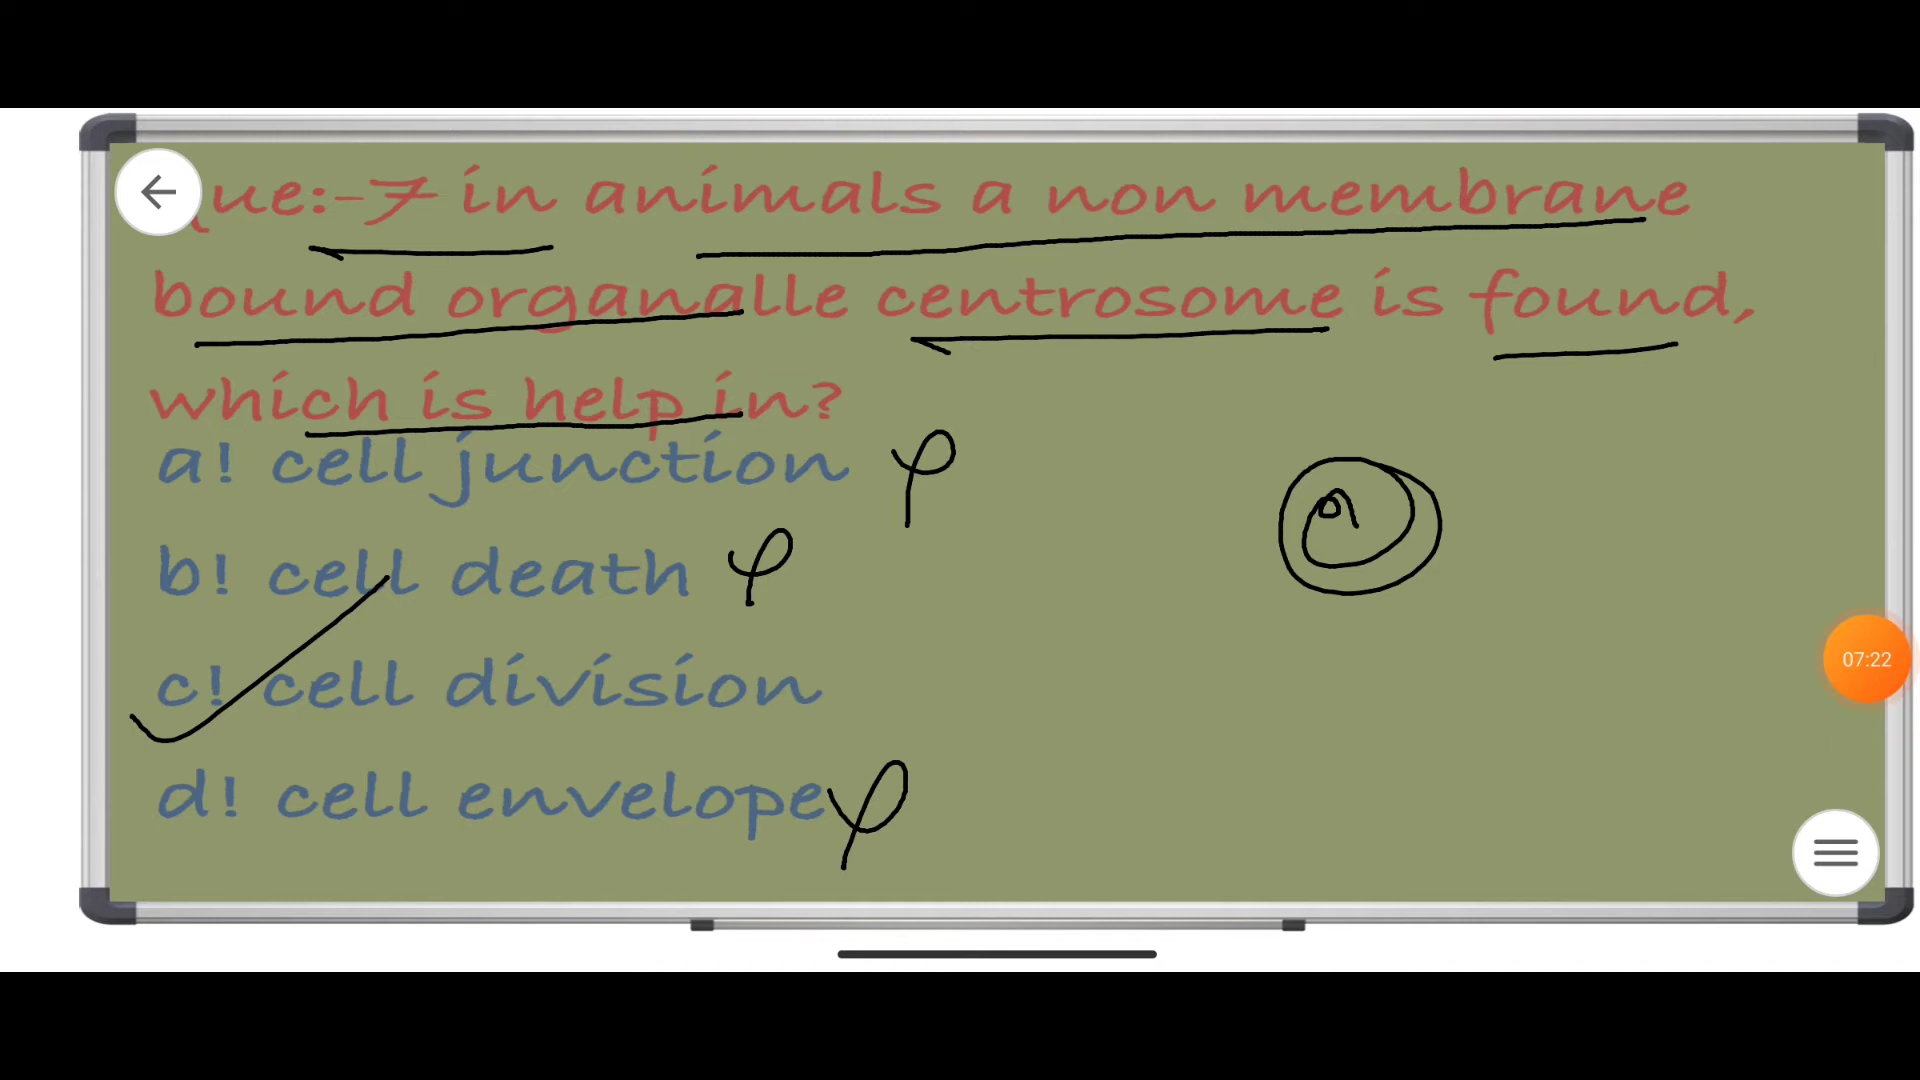 que:-7 in animals a non membrane
bound organalle centrosome is found,
which is help in?
a! cell junction
b! cell death
c! cell division
07:22
d! cell envelope